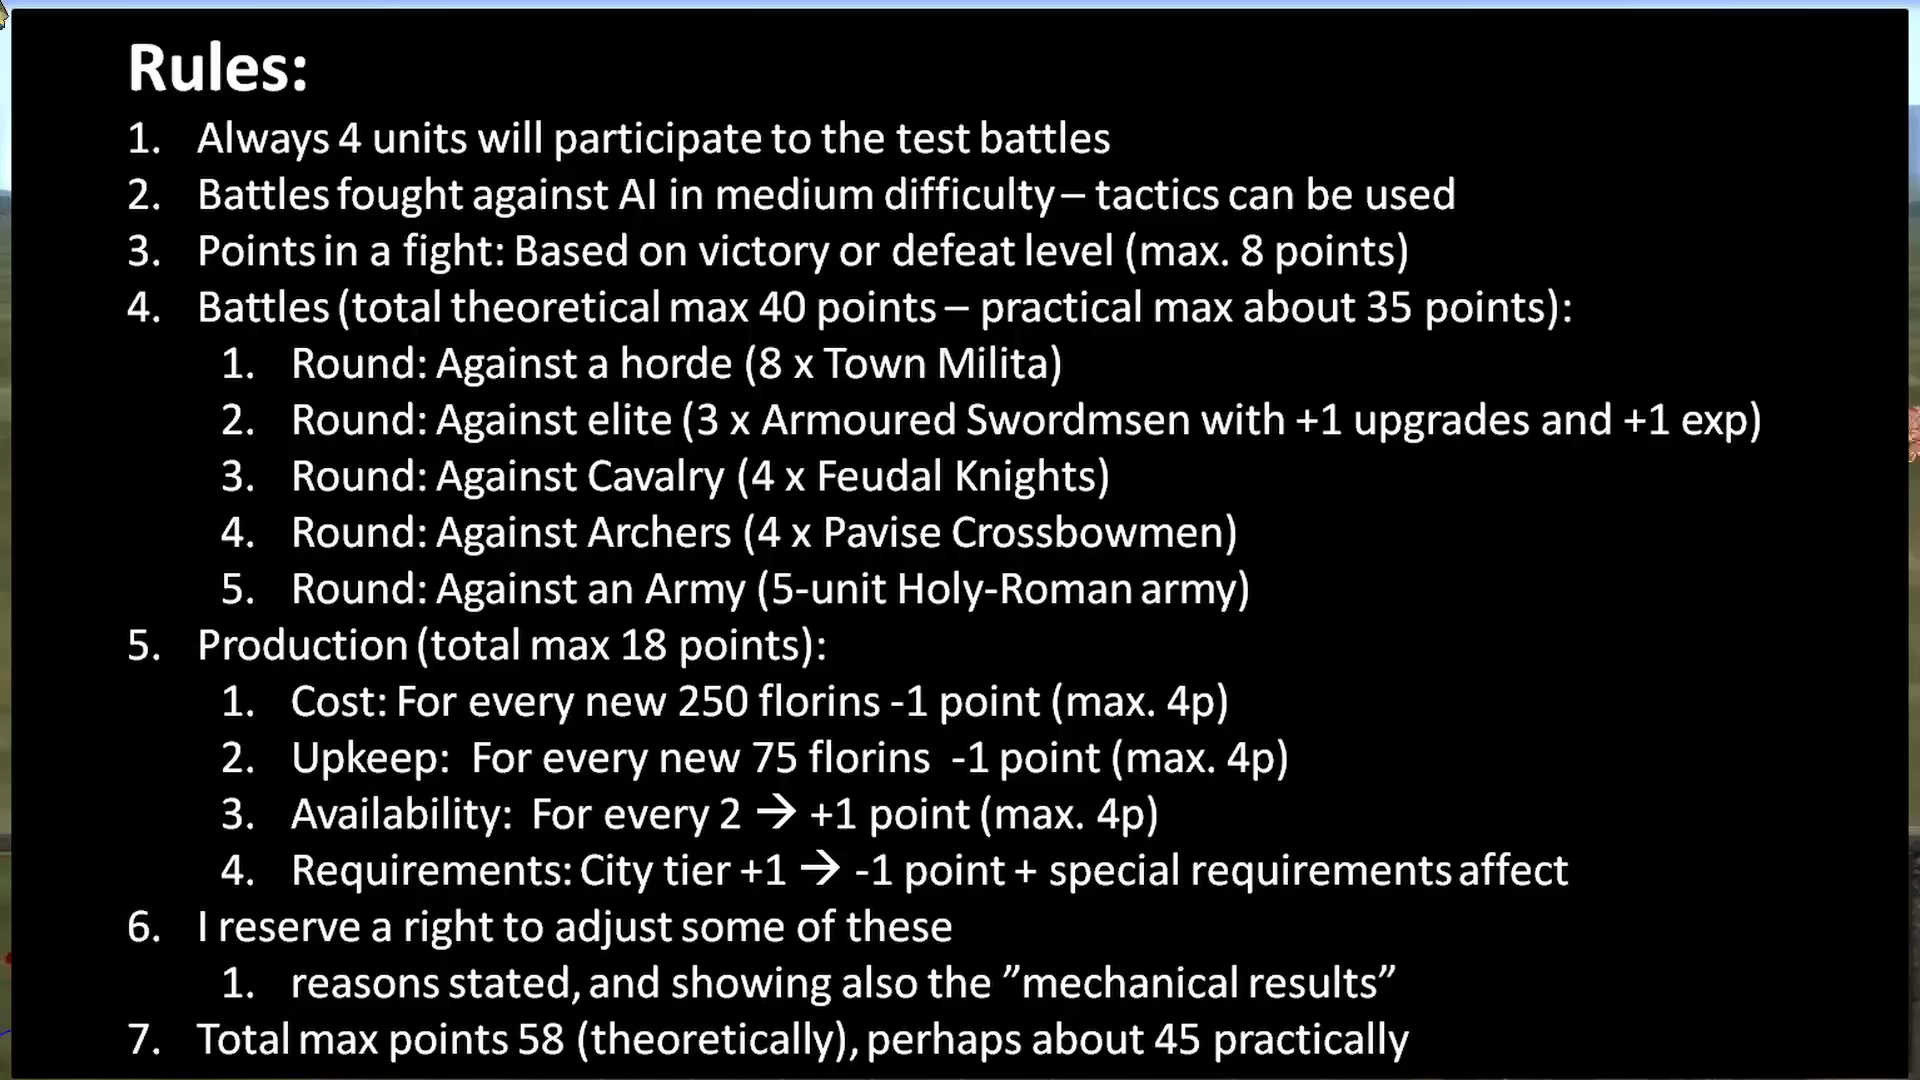 Rules:
1. Always 4 units will participate to the test battles
2. Battles fought against AI in medium difficulty – tactics can be used
3. Points in a fight: Based on victory or defeat level (max. 8 points)
4. Battles (total theoretical max 40 points – practical max about 35 points):
1. Round: Against a horde (8 x Town Milita)
2. Round: Against elite (3 x Armoured Swordmsen with +1 upgrades and +1 exp)
3. Round: Against Cavalry (4 x Feudal Knights)
4. Round: Against Archers (4 x Pavise Crossbowmen)
5. Round: Against an Army (5-unit Holy-Roman army)
5. Production (total max 18 points):
1. Cost: For every new 250 florins -1 point (max. 4p)
2. Upkeep: For every new 75 florins -1 point (max. 4p)
3. Availability: For every 2 → +1 point (max. 4p)
4. Requirements: City tier +1 → -1 point + special requirements affect
6. I reserve a right to adjust some of these
1. reasons stated, and showing also the ”mechanical results”
7. Total max points 58 (theoretically), perhaps about 45 practically